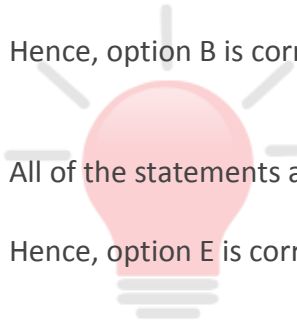 Hence, option B is
All of the statements
Hence, option E is